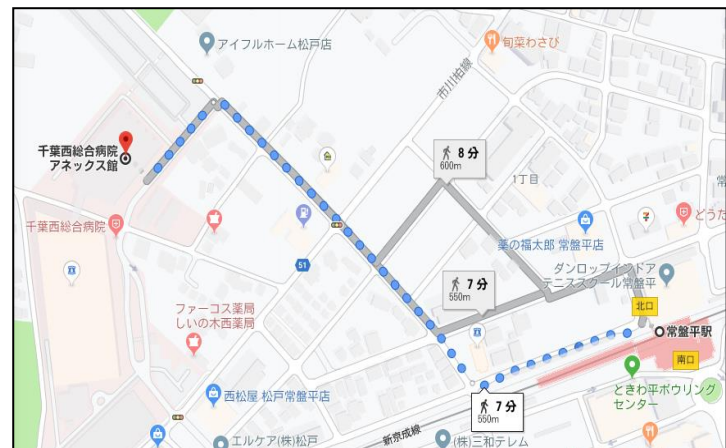 アイフルホーム松戸店
旬菜わさび
市川柏線
千葉西総合病院
アネックス館
8 分
600m
1丁目
どうた
千葉西総合病院
薬の福太郎 常盤平店
51
7 分
550m
ダンロップインドア
テニススクール常盤平
ファーコス薬局
しいの木西薬局
北口
常盤平駅
南口
西松屋 松戸常盤平店
7 分
550m
ときわ平ボウリング
センター
新京成線
エルケア(株)松戸
(株)三和テレム